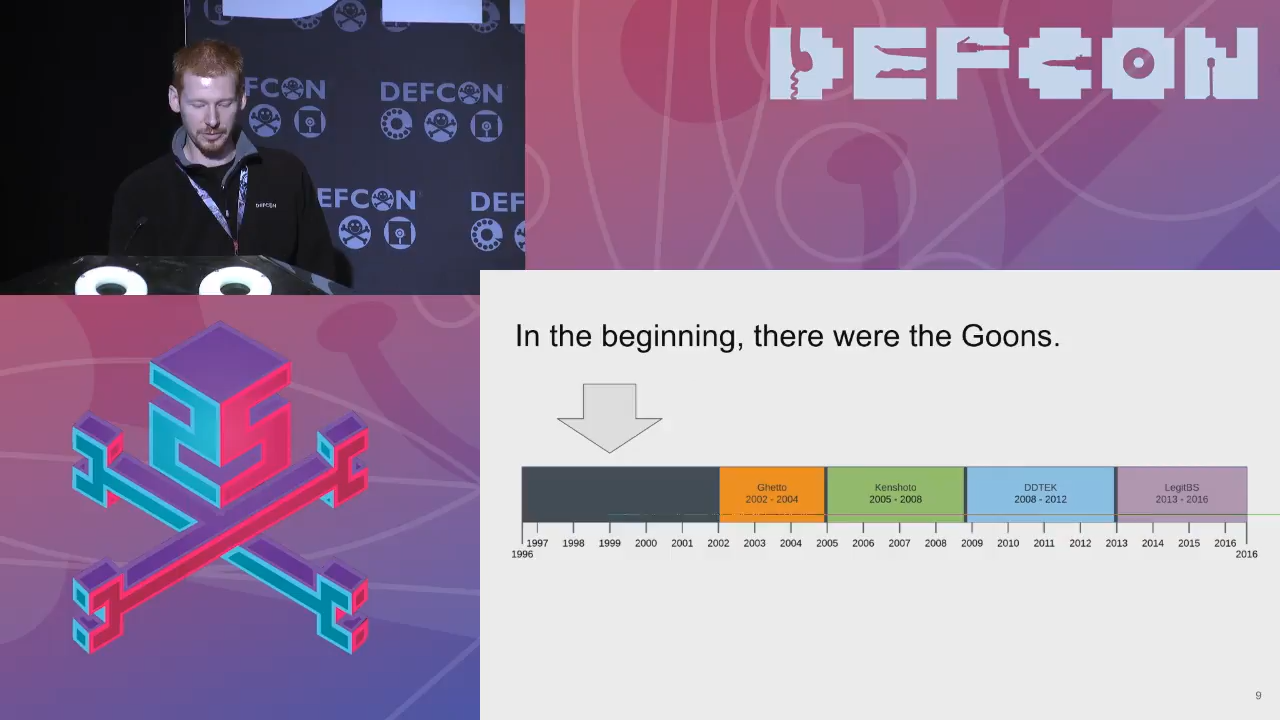 DEFCON
DEFCON
DEFCON
EFCON
DEF
DEFCON
In the beginning, there were the Goons.
Ghetto
2002 - 2004
Kenshoto
2005 - 2008
DDTEK
2008 - 2012
LegitBS
2013 - 2016
1997 1998 1999 2000 2001 2002 2003 2004 2005 2006 2007 2008 2009 2010 2011 2012 2013 2014 2015 2016
1996 2016
9